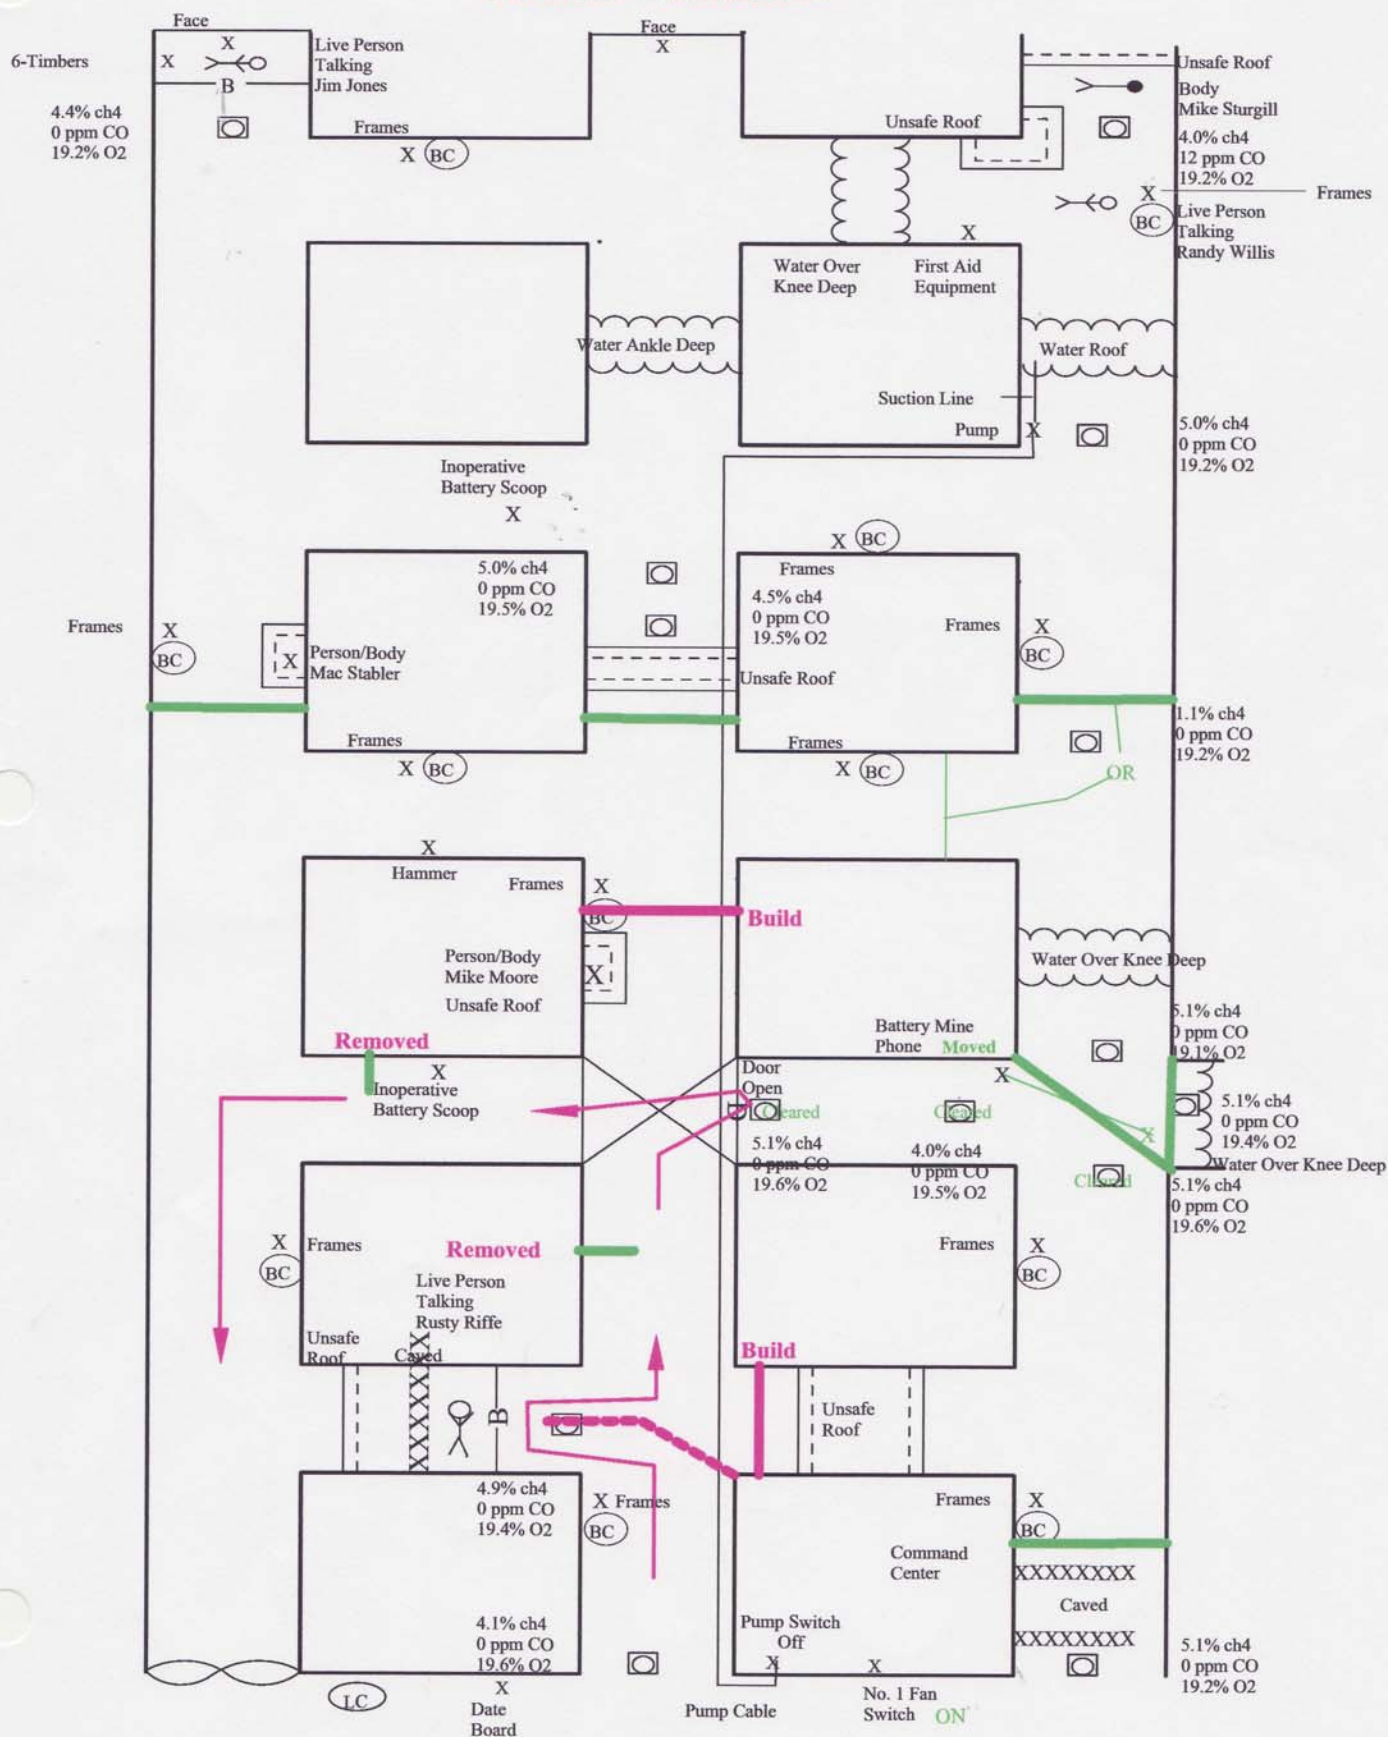 Face
Face
6-Timbers
X
X
B
Live Person
Talking
Jim Jones
X
Unsafe Roof
Body
Mike Sturgill
4.0% ch4
12 ppm CO
19.2% O2
4.4% ch4
0 ppm CO
19.2% O2
Frames
X BC
Unsafe Roof
X
Frames
BC
Live Person
Talking
Randy Willis
X
Water Over
Knee Deep
First Aid
Equipment
Water Ankle Deep
Water Roof
Suction Line
Pump X
5.0% ch4
0 ppm CO
19.2% O2
Inoperative
Battery Scoop
X
X BC
5.0% ch4
0 ppm CO
19.5% O2
Frames
4.5% ch4
0 ppm CO
19.5% O2
Frames
X
BC
X
Person/Body
Mac Stabler
Unsafe Roof
Frames
X
BC
1.1% ch4
0 ppm CO
19.2% O2
Frames
X BC
Frames
X BC
OR
X
Hammer
Frames
X
BC
Build
Person/Body
Mike Moore
X
Unsafe Roof
Water Over Knee Deep
Battery Mine
Phone Moved
5.1% ch4
0 ppm CO
19.1% O2
Removed
X
Inoperative
Battery Scoop
Door
Open
D
Cleared
Cleared
X
X
5.1% ch4
0 ppm CO
19.4% O2
Water Over Knee Deep
5.1% ch4
0 ppm CO
19.6% O2
4.0% ch4
0 ppm CO
19.5% O2
Cleared
5.1% ch4
0 ppm CO
19.6% O2
X
BC
Frames
Removed
Live Person
Talking
Rusty Riffe
Frames
X
BC
Unsafe
Roof
Caved
XXXXXXX
B
Build
Unsafe
Roof
4.9% ch4
0 ppm CO
19.4% O2
X Frames
BC
Frames
X
BC
Command
Center
XXXXXXXX
Caved
XXXXXXXX
4.1% ch4
0 ppm CO
19.6% O2
Pump Switch
Off
X
X
5.1% ch4
0 ppm CO
19.2% O2
LC
X
Date
Board
Pump Cable
No. 1 Fan
Switch ON